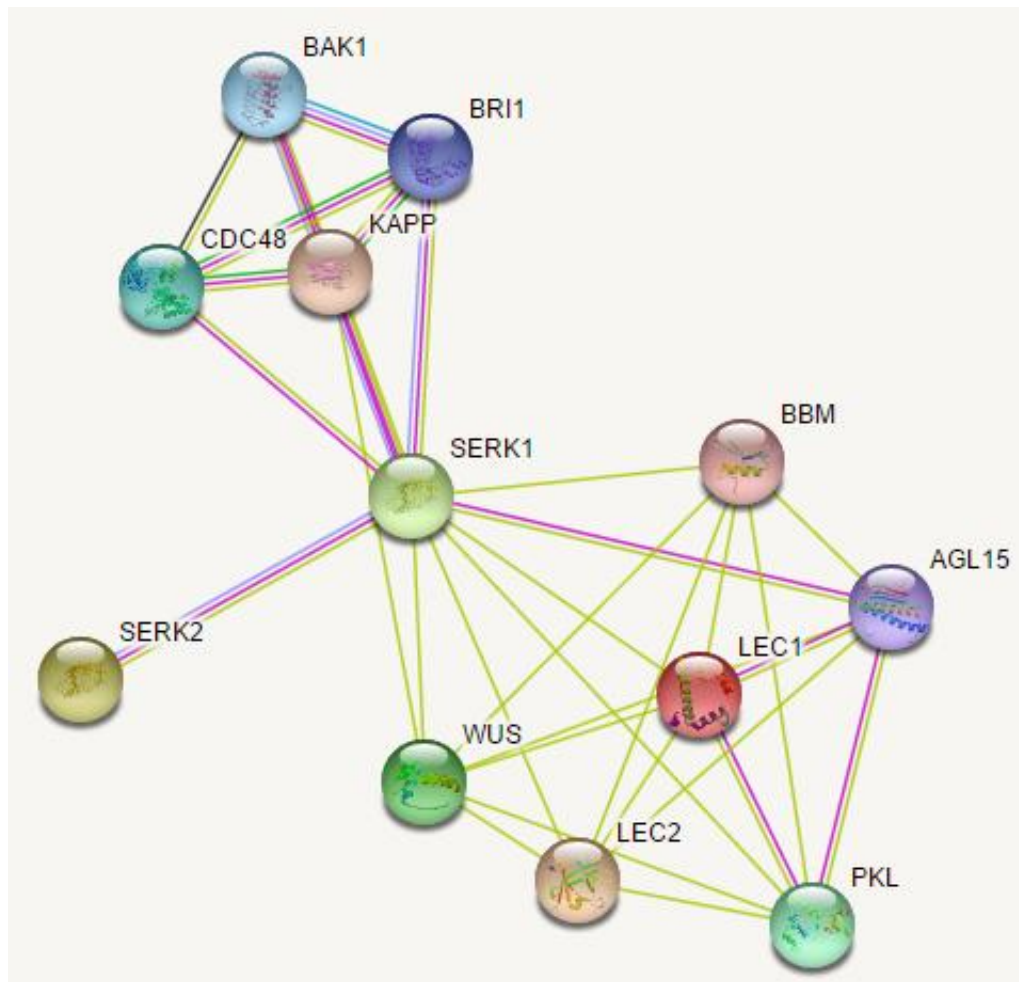 BAK1
BRI1
KAPP
CDC48
SERK1
BBM
AGL15
SERK2
LEC1
WUS
LEC2
PKL